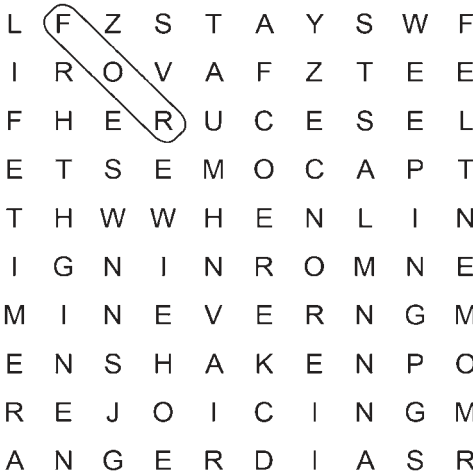 L F Z S T A Y S W F
I R O V A F Z T E E
F H E R U C E S E L
E T S E M O C A P T
T H W W H E N L I N
I G N I N R O M N E
M I N E V E R N G M
E N S H A K E N P O
R E J O I C I N G M
A N G E R D I A S R